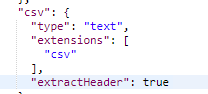 "csv": {
"type": "text",
"extensions": [
"csv"
],
"extractHeader": true